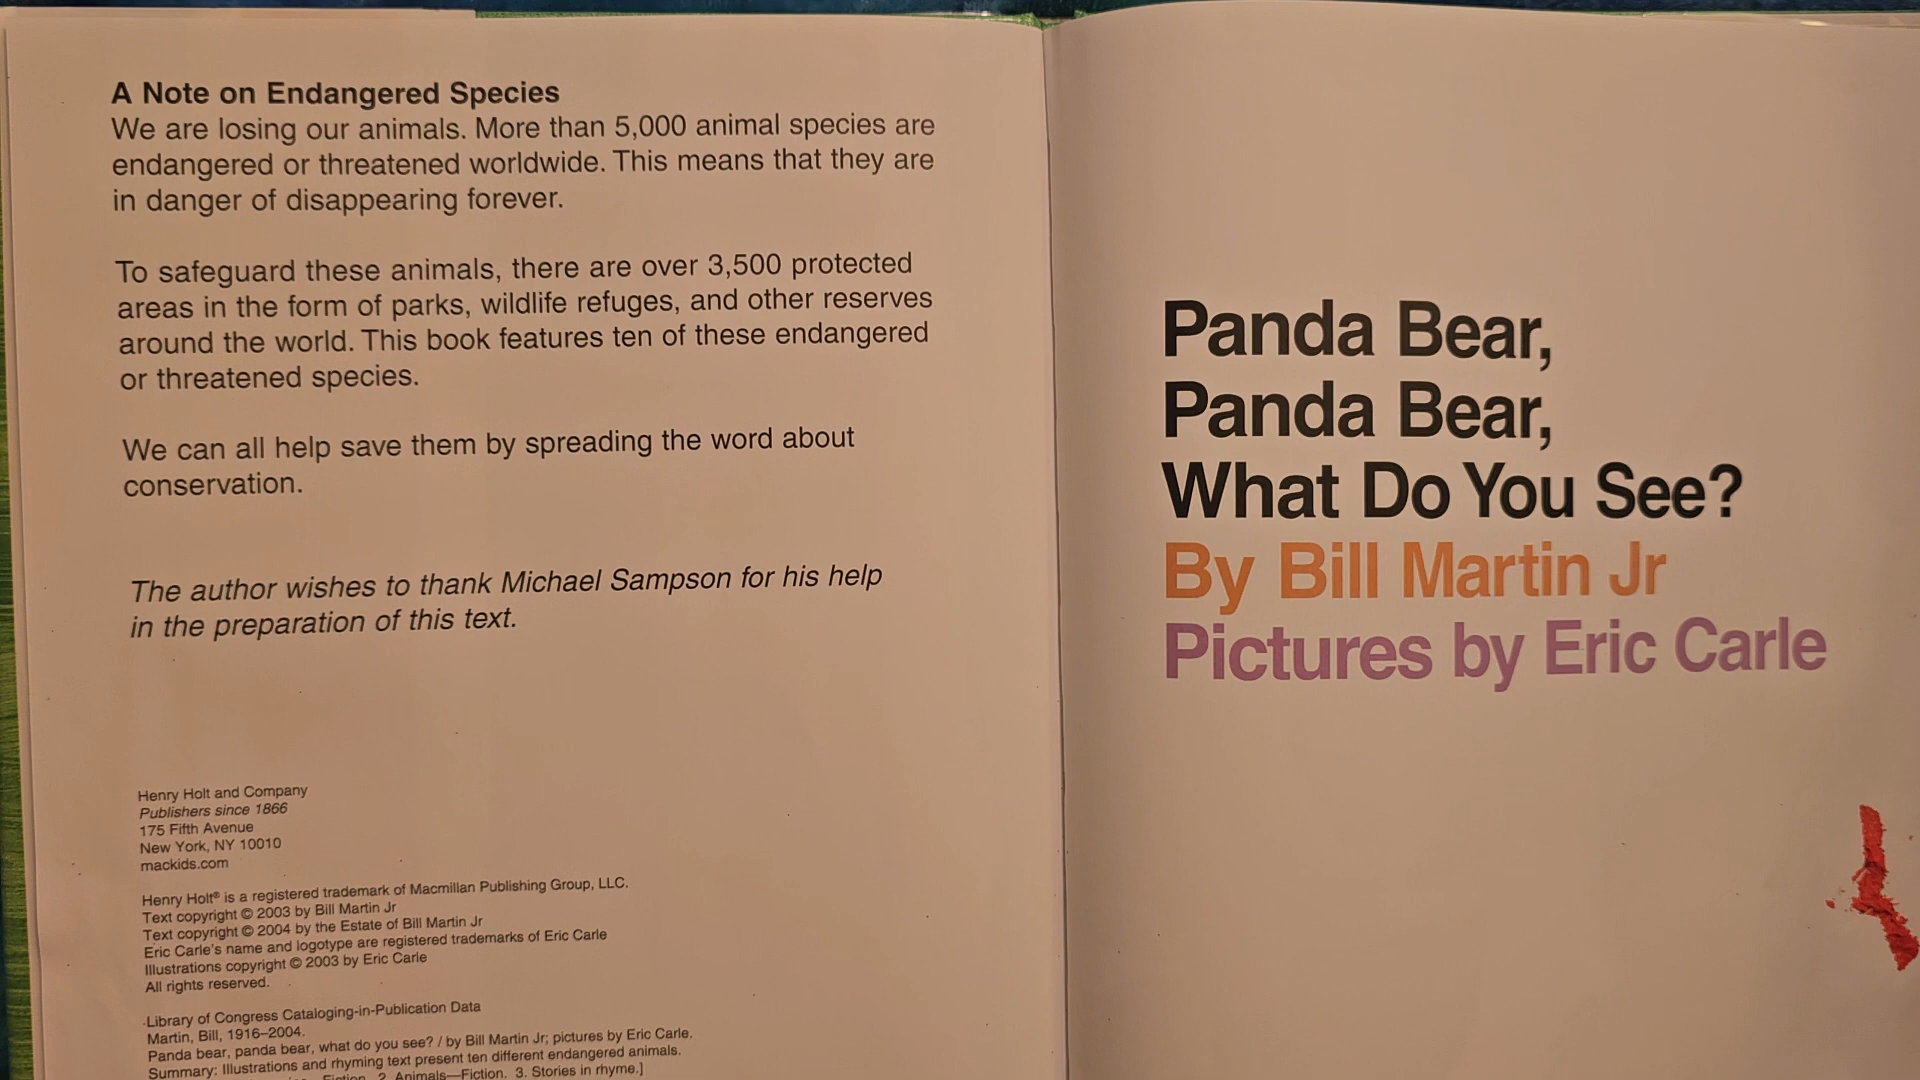 A Note on Endangered Species
We are losing our animals. More than 5,000 animal species are
endangered or threatened worldwide. This means that they are
in danger of disappearing forever.
To safeguard these animals, there are over 3,500 protected
areas in the form of parks, wildlife refuges, and other reserves
around the world. This book features ten of these endangered
or threatened species.
We can all help save them by spreading the word about
conservation.
The author wishes to thank Michael Sampson for his help
in the preparation of this text.
Henry Holt and Company
Publishers since 1866
175 Fifth Avenue
New York, NY 10010
mackids.com
Henry Holt® is a registered trademark of Macmillan Publishing Group, LLC.
Text copyright © 2003 by Bill Martin Jr
Text copyright © 2004 by the Estate of Bill Martin Jr
Eric Carle's name and logotype are registered trademarks of Eric Carle
Illustrations copyright © 2003 by Eric Carle
All rights reserved.
Library of Congress Cataloging-in-Publication Data
Martin, Bill, 1916–2004.
Panda bear, panda bear, what do you see? / by Bill Martin Jr; pictures by Eric Carle.
Summary: Illustrations and rhyming text present ten different endangered animals.
Fiction. 2. Animals—Fiction. 3. Stories in rhyme.]
Panda Bear,
Panda Bear,
What Do You See?
By Bill Martin Jr
Pictures by Eric Carle